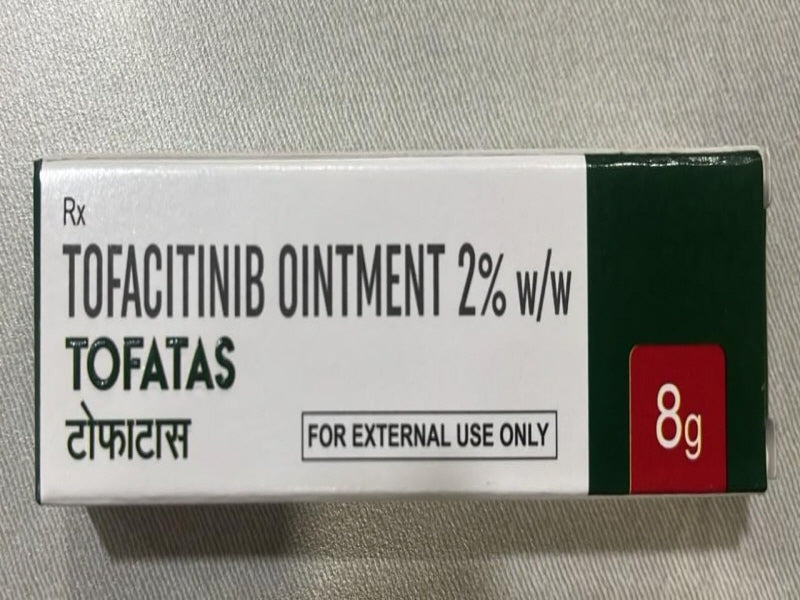 Rx
TOFACITINIB OINTMENT 2% w/w
TOFATAS
टोफाटास
FOR EXTERNAL USE ONLY
8g